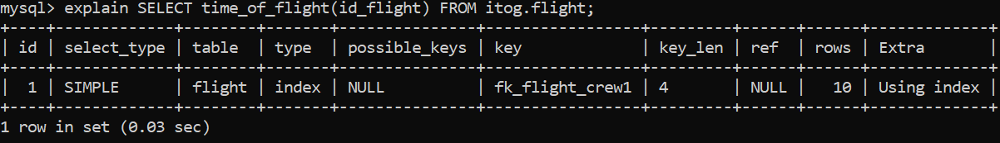 mysql> explain SELECT time_of_flight(id_flight) FROM itog.flight;
+----+-------------+--------+-------+---------------+-----------------+---------+------+------+-------------+
| id | select_type | table  | type  | possible_keys | key             | key_len | ref  | rows | Extra       |
+----+-------------+--------+-------+---------------+-----------------+---------+------+------+-------------+
|  1 | SIMPLE      | flight | index | NULL          | fk_flight_crew1 | 4       | NULL |   10 | Using index |
+----+-------------+--------+-------+---------------+-----------------+---------+------+------+-------------+
1 row in set (0.03 sec)